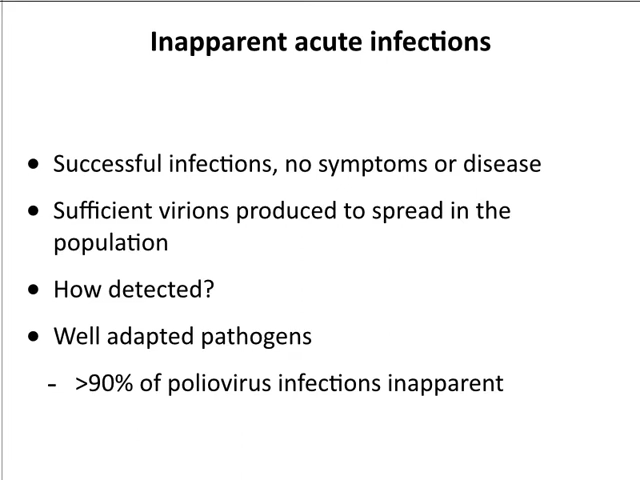 Inapparent acute infections
• Successful infections, no symptoms or disease
• Sufficient virions produced to spread in the
population
• How detected?
• Well adapted pathogens
- >90% of poliovirus infections inapparent